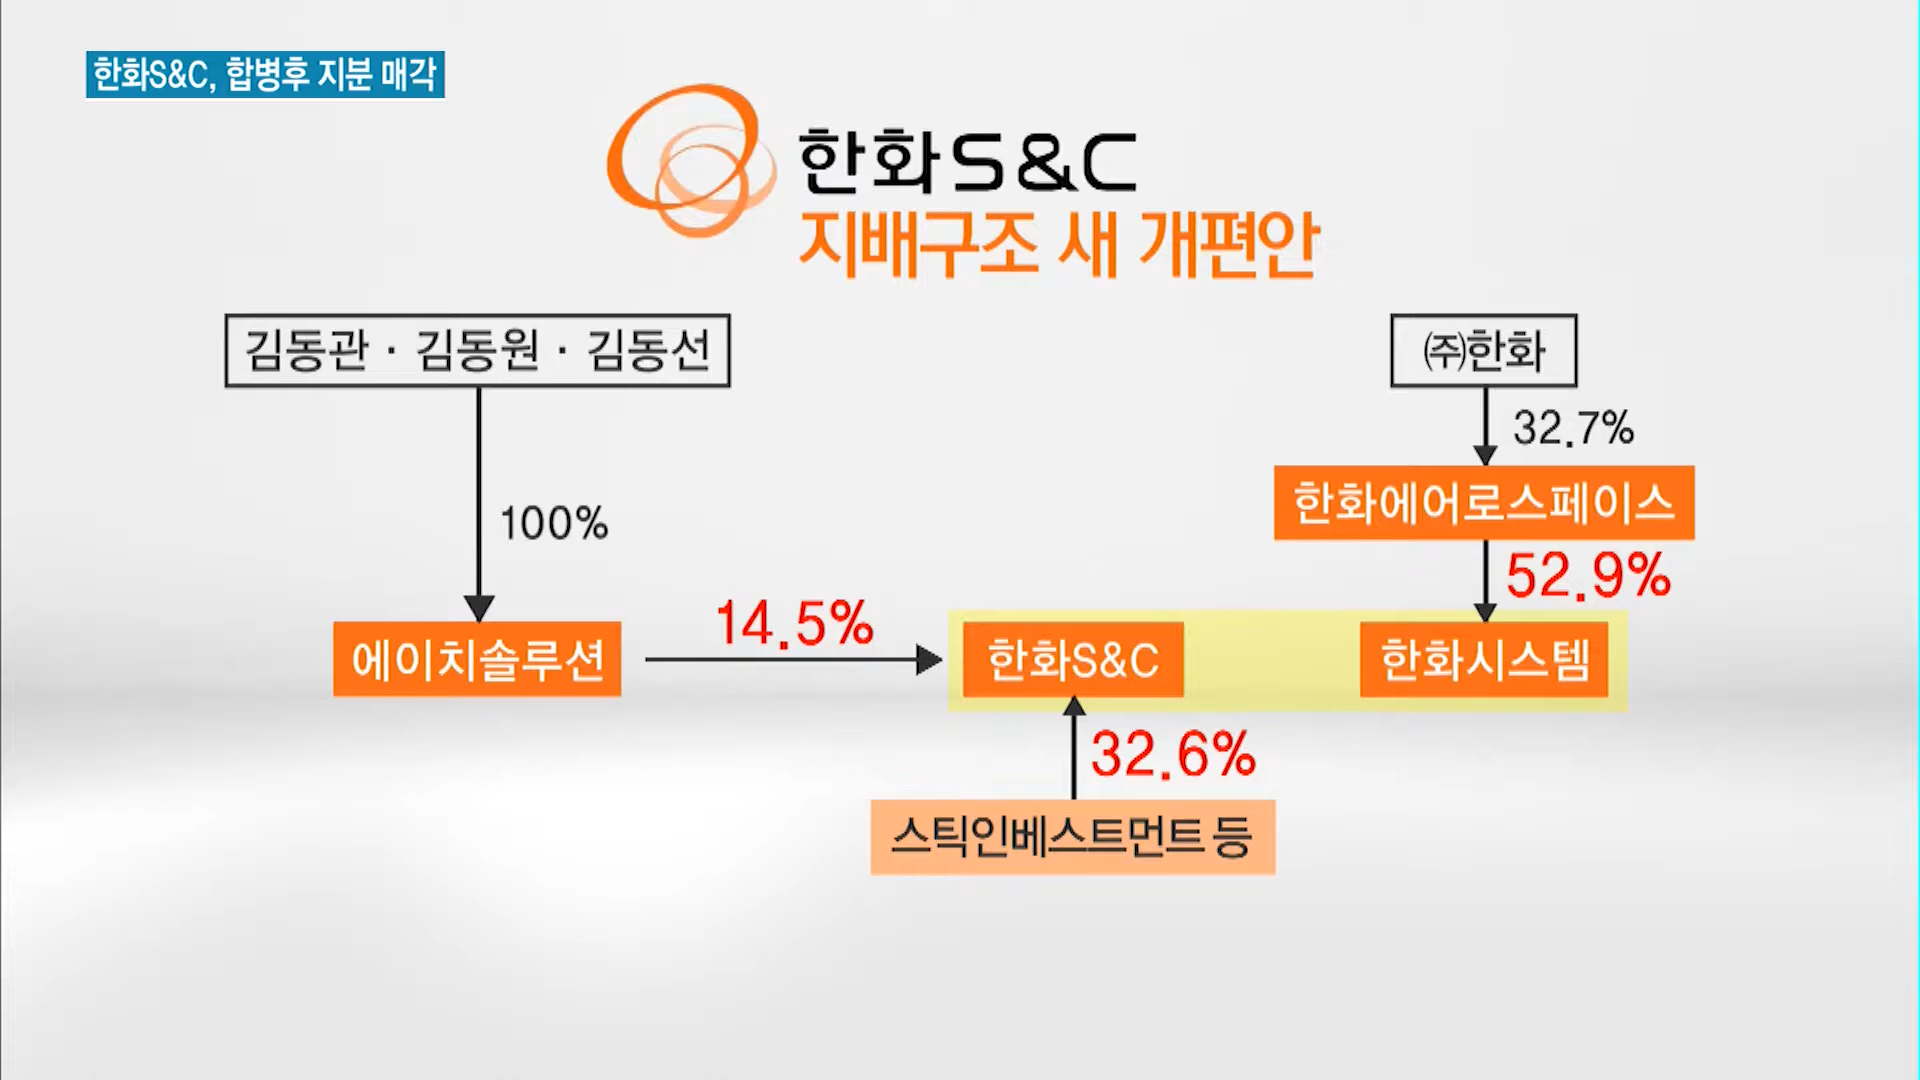 한화S&C, 합병후 지분 매각
한화S&C
지배구조 새 개편안
김동관 · 김동원 · 김동선
㈜한화
32.7%
한화에어로스페이스
100%
52.9%
14.5%
에이치솔루션
한화S&C
한화시스템
32.6%
스틱인베스트먼트 등